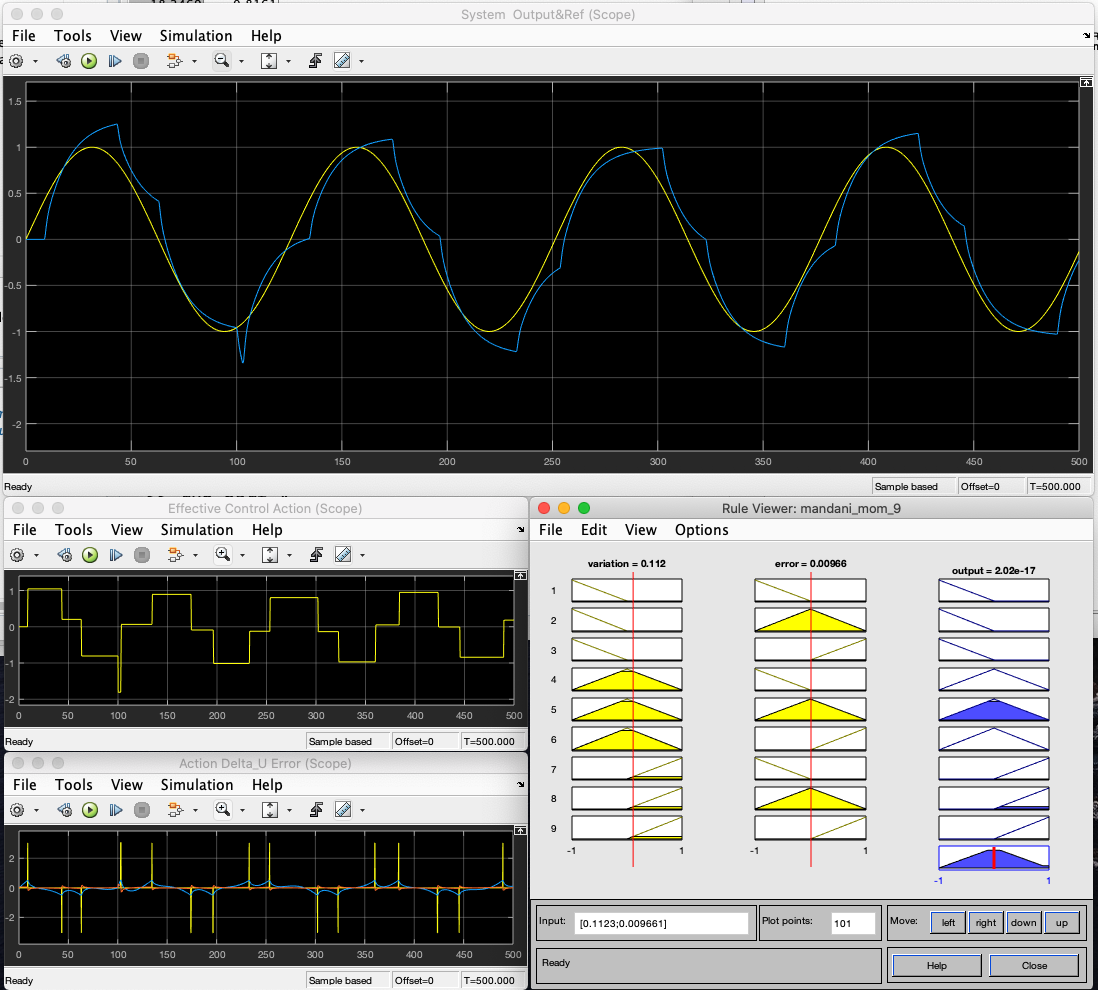 System Output&Ref (Scope)
File Tools View Simulation Help
1.5
1
0.5
0
-0.5
-1
-1.5
-2
0 50 100 150 200 250 300 350 400 450 500
Ready Sample based Offset=0 T=500.000
Effective Control Action (Scope)
File Tools View Simulation Help
1
0
-1
-2
0 50 100 150 200 250 300 350 400 450 500
Ready Sample based Offset=0 T=500.000
Action Delta_U Error (Scope)
File Tools View Simulation Help
2
0
-2
0 50 100 150 200 250 300 350 400 450 500
Ready Sample based Offset=0 T=500.000
Rule Viewer: mandani_mom_9
File Edit View Options
variation = 0.112 error = 0.00966 output = 2.02e-17
1
2
3
4
5
6
7
8
9
-1 1 -1 1
-1 1
Input: [0.1123;0.009661] Plot points: 101 Move: left right down up
Ready Help Close